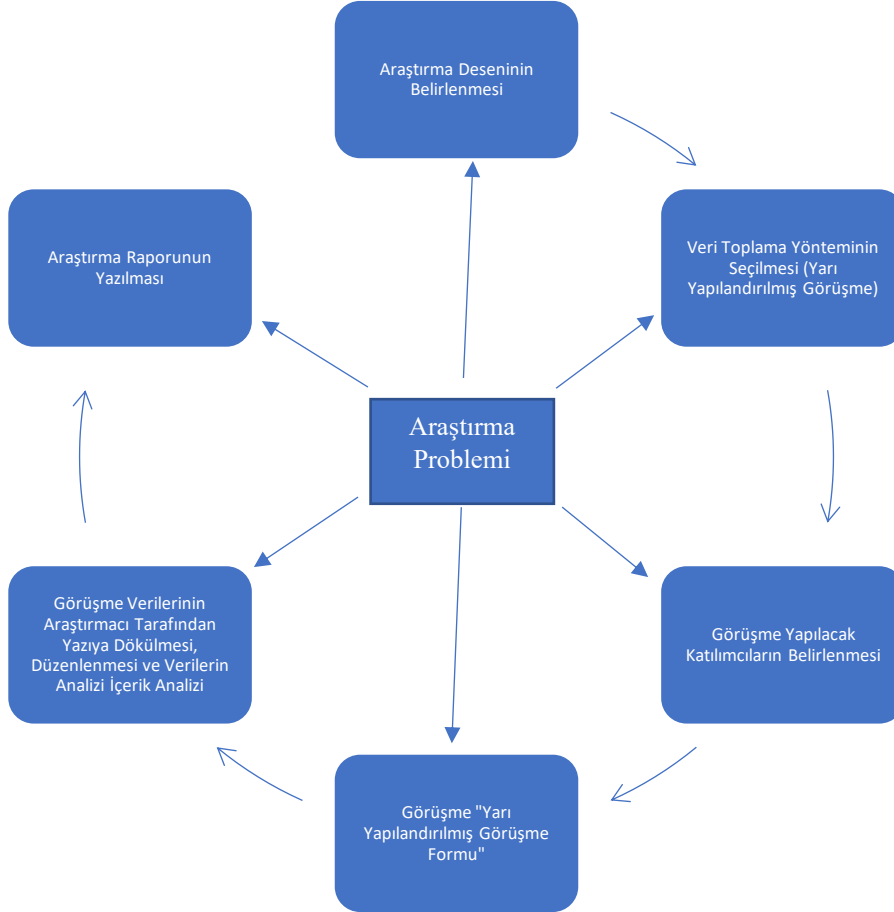 Araştırma Deseninin
Belirlenmesi
Veri Toplama Yönteminin
Seçilmesi (Yarı
Yapılandırılmış Görüşme)
Görüşme Yapılacak
Katılımcıların Belirlenmesi
Görüşme "Yarı
Yapılandırılmış Görüşme
Formu"
Görüşme Verilerinin
Araştırmacı Tarafından
Yazıya Dökülmesi,
Düzenlenmesi ve Verilerin
Analizi İçerik Analizi
Araştırma Raporunun
Yazılması
Araştırma
Problemi